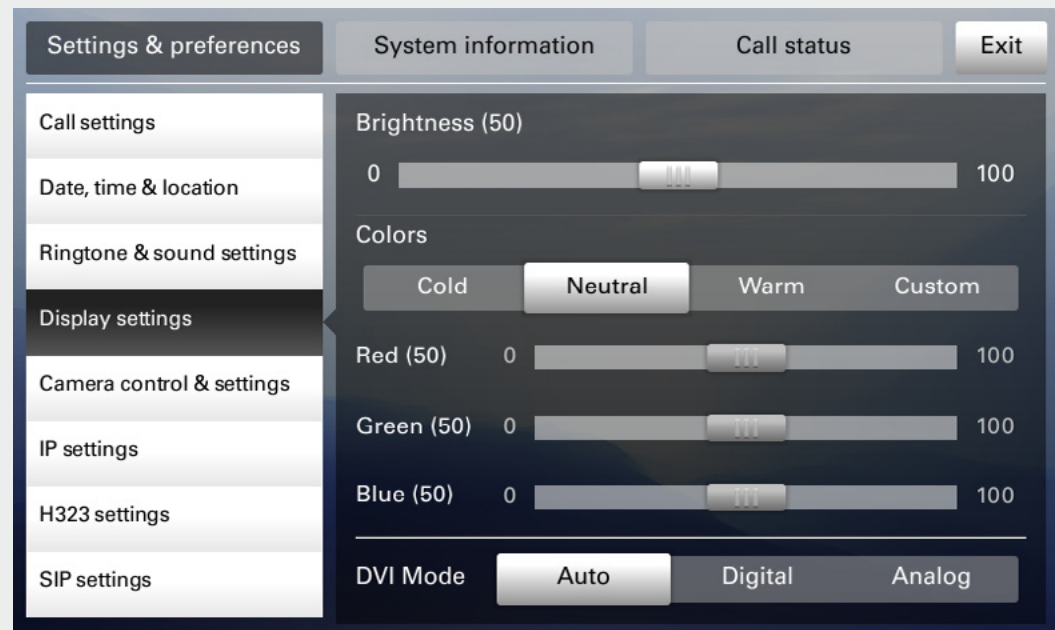 Settings & preferences System information Call status Exit
Call settings
Date, time & location
Ringtone & sound settings
Display settings
Camera control & settings
IP settings
H323 settings
SIP settings
Brightness (50)
0 100
Colors
Cold Neutral Warm Custom
Red (50) 0 100
Green (50) 0 100
Blue (50) 0 100
DVI Mode Auto Digital Analog